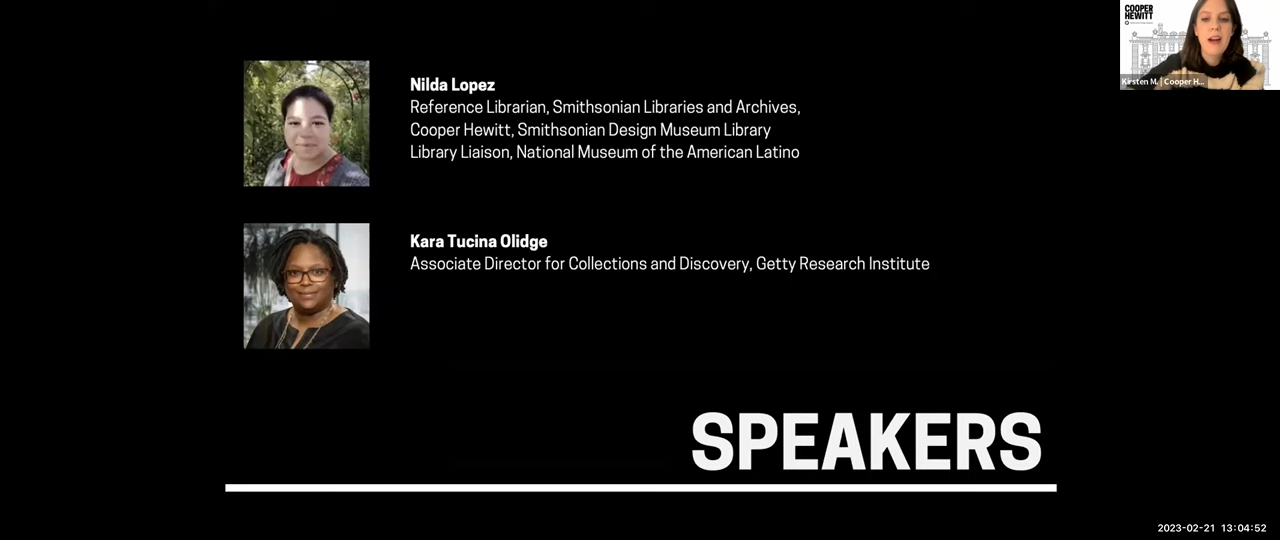 Nilda Lopez
Reference Librarian, Smithsonian Libraries and Archives,
Cooper Hewitt, Smithsonian Design Museum Library
Library Liaison, National Museum of the American Latino
Kara Tucina Olidge
Associate Director for Collections and Discovery, Getty Research Institute
SPEAKERS
COOPER
HEWITT
Kirsten M. | Cooper H...
2023-02-21 13:04:52